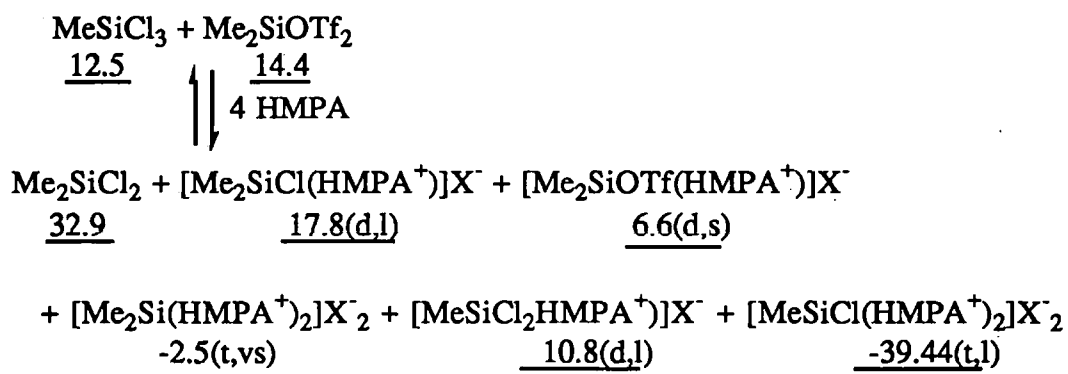 MeSiCl₃ + Me₂SiOTf₂
12.5 14.4
4 HMPA
Me₂SiCl₂ + [Me₂SiCl(HMPA⁺)]X⁻ + [Me₂SiOTf(HMPA⁺)]X⁻
32.9 17.8(d,l) 6.6(d,s)
+ [Me₂Si(HMPA⁺)₂]X⁻₂ + [MeSiCl₂HMPA⁺)]X⁻ + [MeSiCl(HMPA⁺)₂]X⁻₂
-2.5(t,vs) 10.8(d,l) -39.44(t,l)